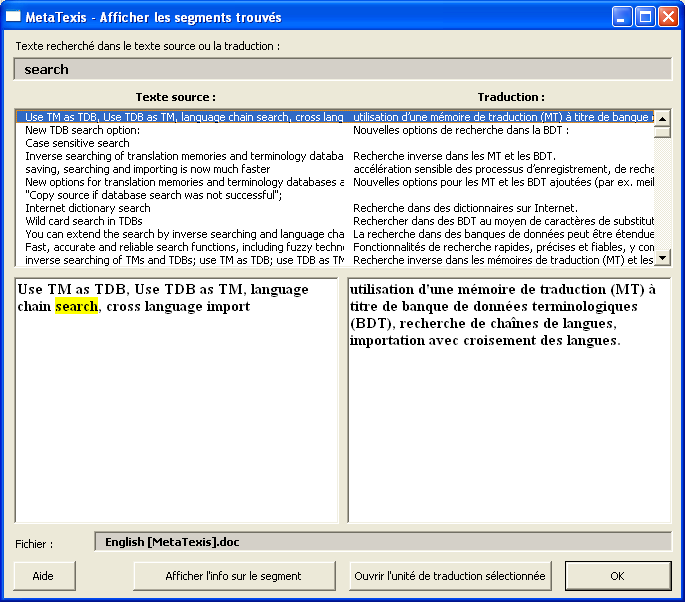 MetaTexis - Afficher les segments trouvés
Texte recherché dans le texte source ou la traduction :
search
Texte source : Traduction :
Use TM as TDB, Use TDB as TM, language chain search, cross lang utilisation d'une mémoire de traduction (MT) à titre de banque
New TDB search option: Nouvelles options de recherche dans la BDT :
Case sensitive search
Inverse searching of translation memories and terminology databa Recherche inverse dans les MT et les BDT.
saving, searching and importing is now much faster accélération sensible des processus d'enregistrement, de reche
New options for translation memories and terminology databases a Nouvelles options pour les MT et les BDT ajoutées (par ex. meil
"Copy source if database search was not successful";
Internet dictionary search Recherche dans des dictionnaires sur Internet.
Wild card search in TDBs Rechercher des BDT au moyen de caractères de substitut
You can extend the search by inverse searching and language cha La recherche dans des banques de données peut être étendue
Fast, accurate and reliable search functions, including fuzzy techn Fonctionnalités de recherche rapides, précises et fiables, y con
inverse searching of TMs and TDBs; use TM as TDB; use TDB as TM Recherche inverse dans les mémoires de traduction (MT) et les
Use TM as TDB, Use TDB as TM, language
chain search, cross language import
utilisation d'une mémoire de traduction (MT) à
titre de banque de données terminologiques
(BDT), recherche de chaînes de langues,
importation avec croisement des langues.
Fichier : English [MetaTexis].doc
Aide Afficher l'info sur le segment Ouvrir l'unité de traduction sélectionnée OK